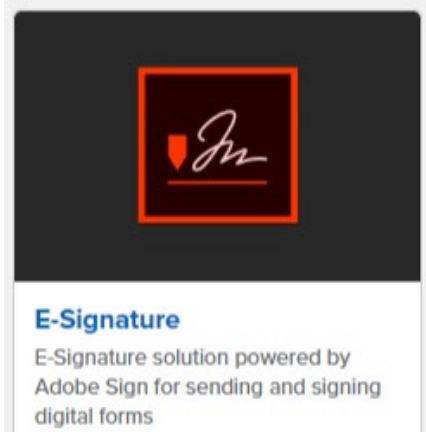 E-Signature
E-Signature solution powered by
Adobe Sign for sending and signing
digital forms